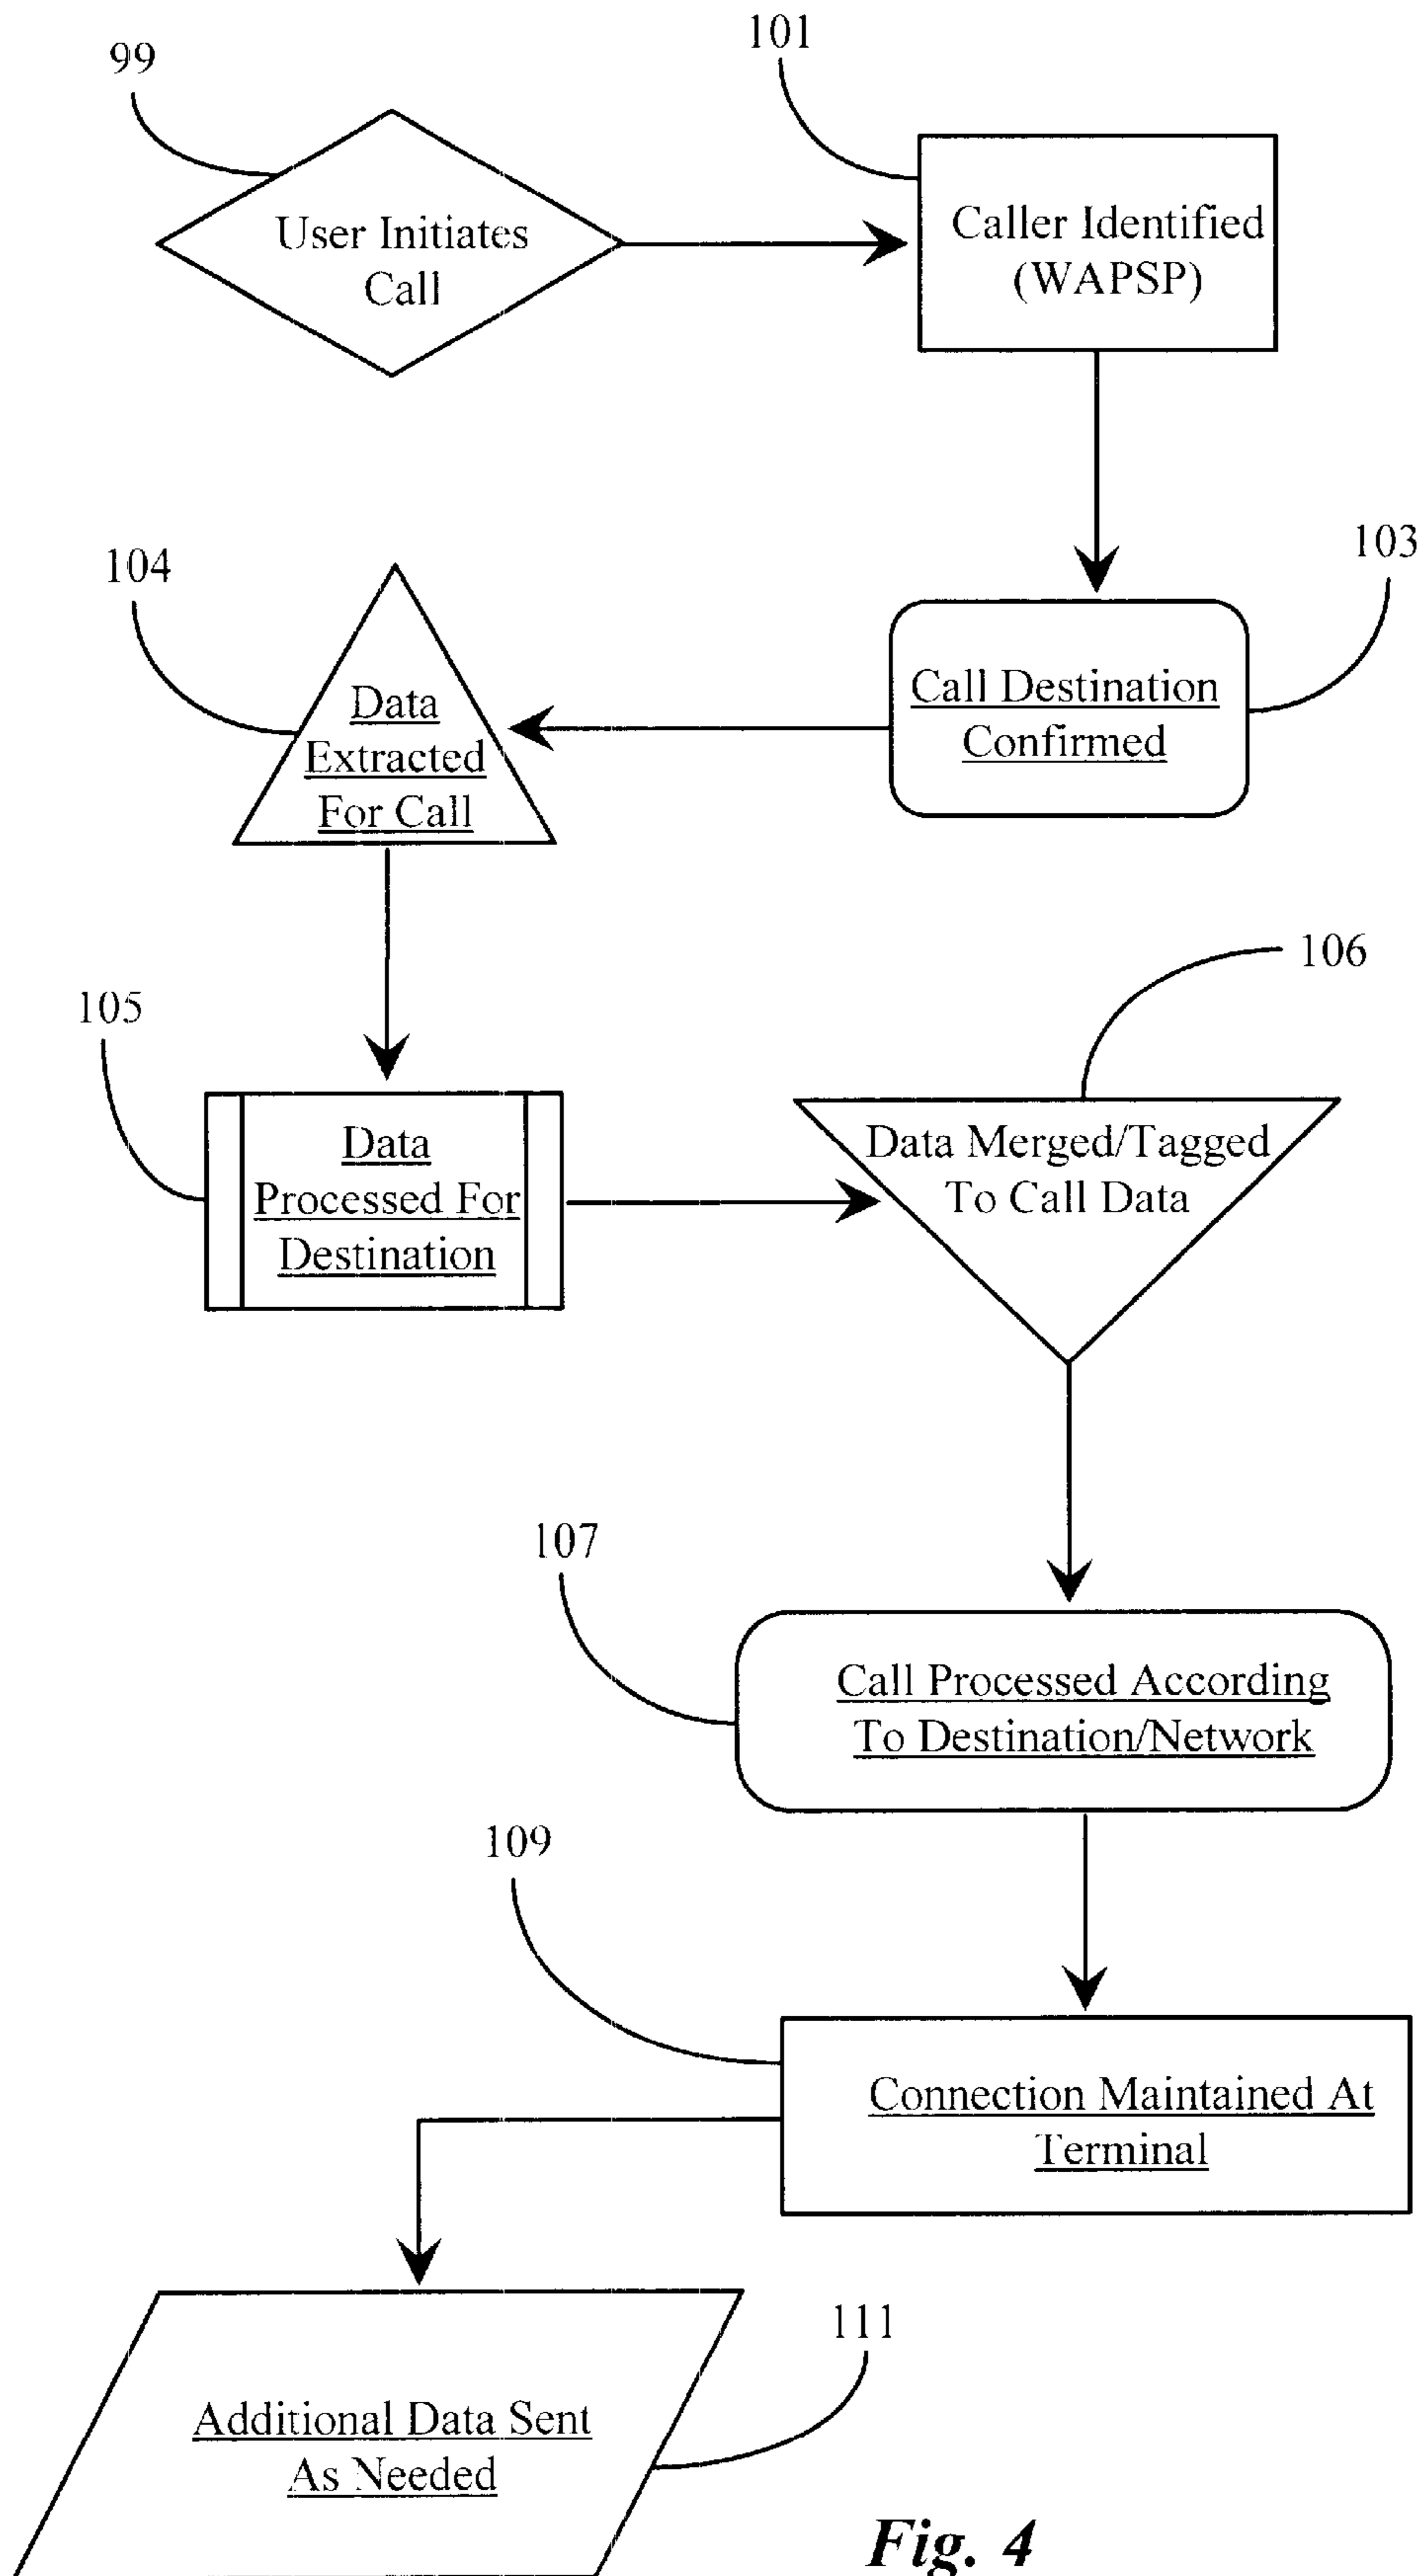 99
101
User Initiates
Call
Caller Identified
(WAPSP)
103
104
Call Destination
Confirmed
Data
Extracted
For Call
106
105
Data
Processed For
Destination
Data Merged/Tagged
To Call Data
107
Call Processed According
To Destination/Network
109
Connection Maintained At
Terminal
111
Additional Data Sent
As Needed
Fig. 4